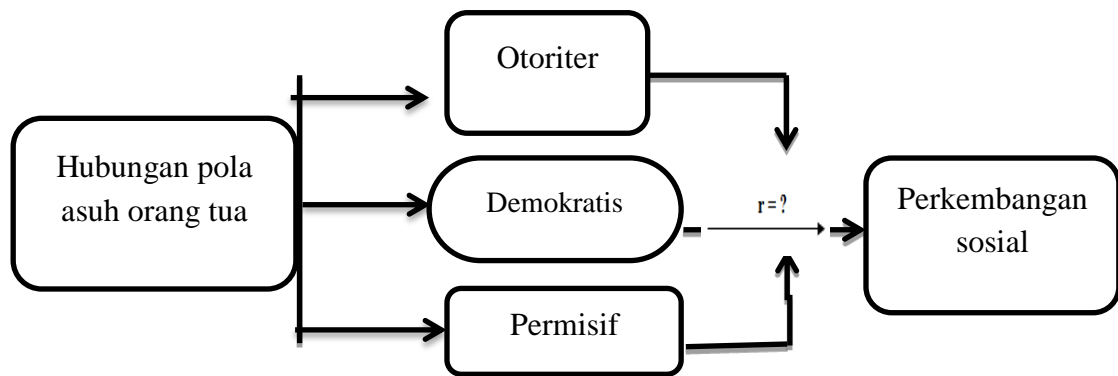 Hubungan pola
asuh orang tua
Otoriter
Demokratis
Permisif
r = ?
Perkembangan
sosial